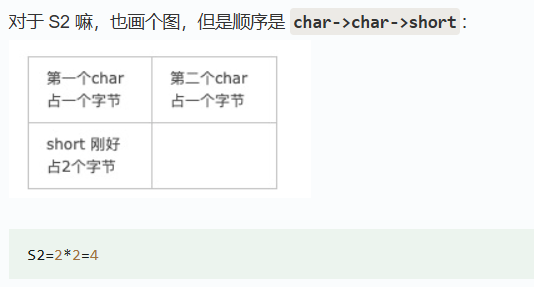 对于 S2 嘛，也画个图，但是顺序是 char->char->short：
第一个char
占一个字节
第二个char
占一个字节
short 刚好
占2个字节
S2=2*2=4